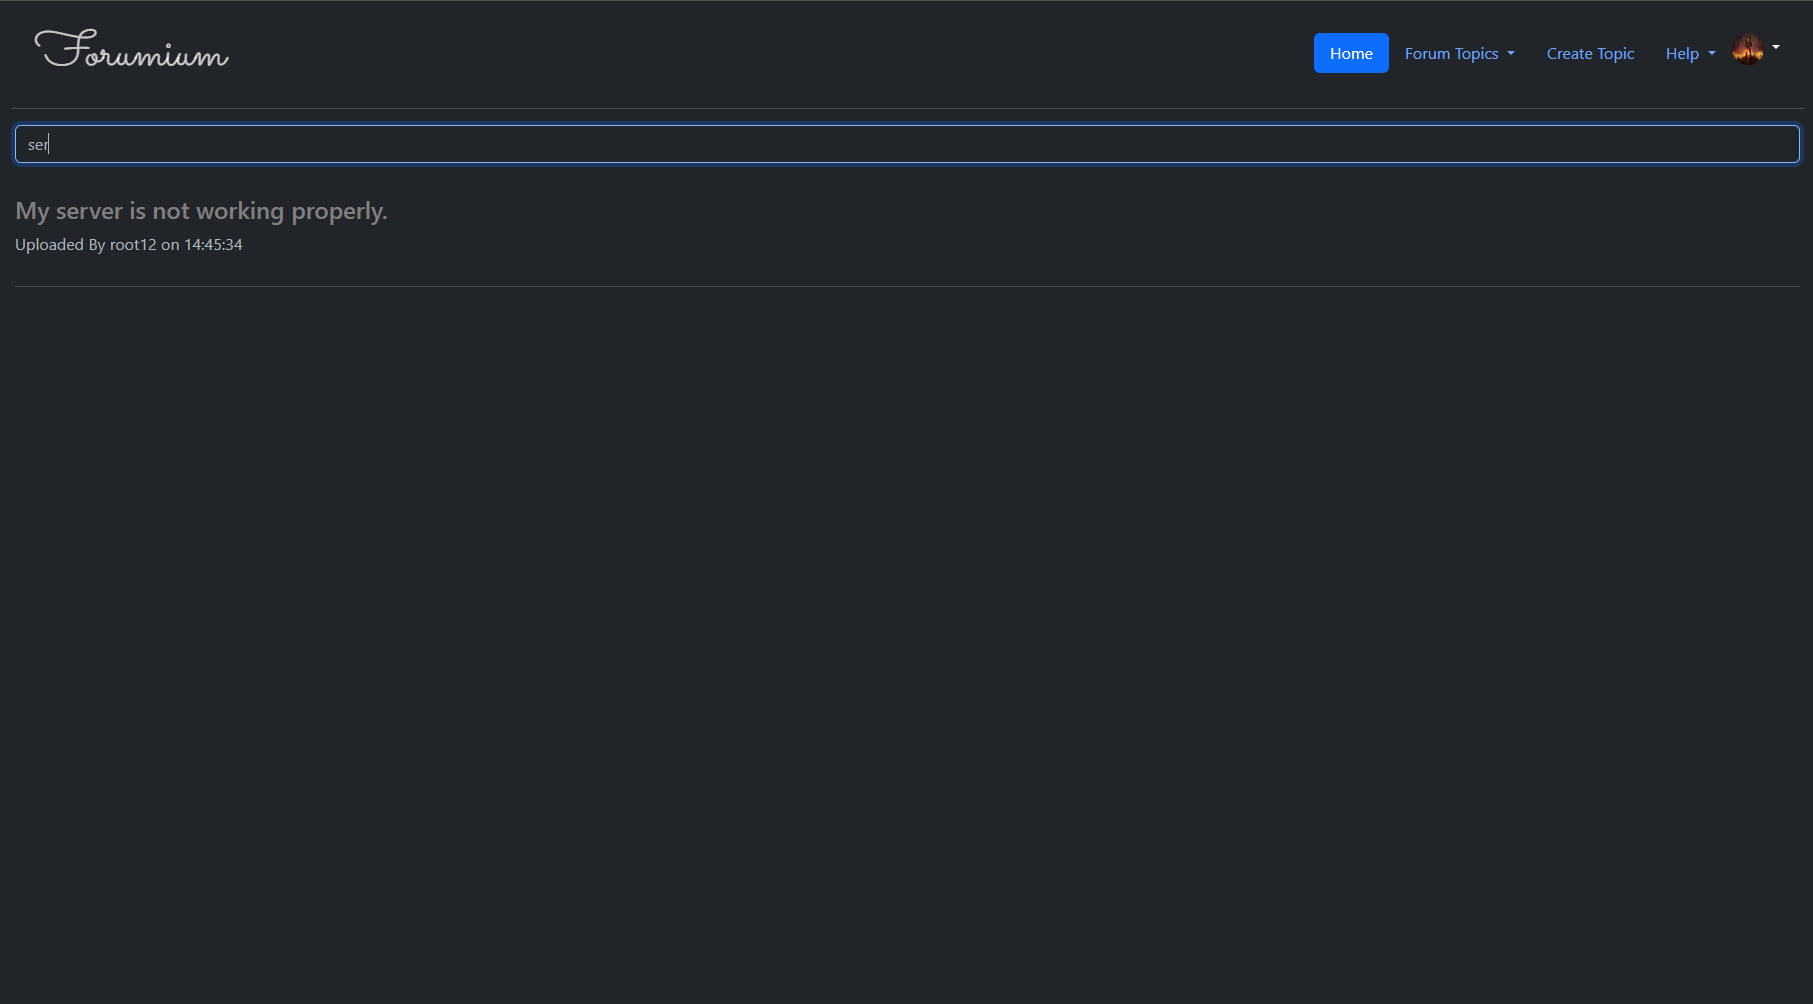 Forumium
Home Forum Topics Create Topic Help
ser
My server is not working properly.
Uploaded By root12 on 14:45:34